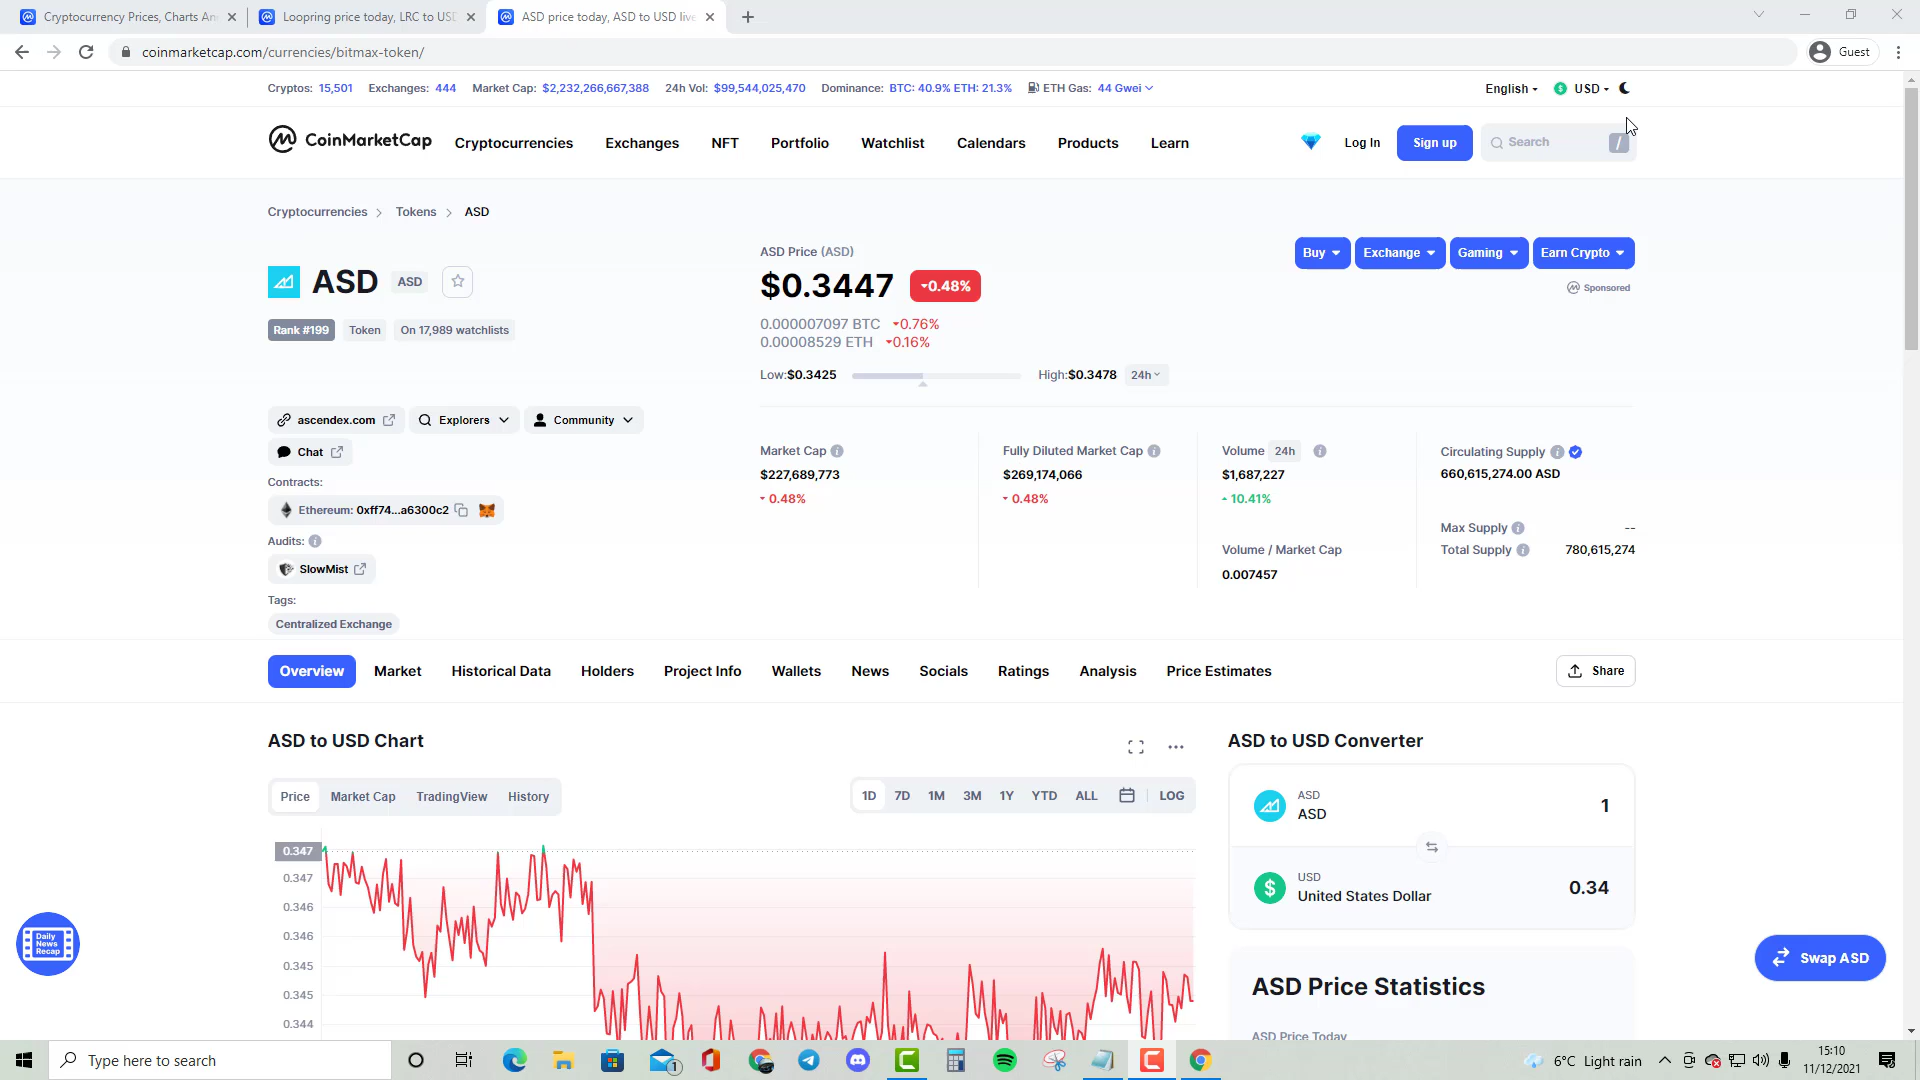 Cryptocurrency Prices, Charts An
Loopring price today, LRC to USD
ASD price today, ASD to USD live
coinmarketcap.com/currencies/bitmax-token/
Guest
Cryptos: 15,501 Exchanges: 444 Market Cap: $2,232,266,667,388 24h Vol: $99,544,025,470 Dominance: BTC: 40.9% ETH: 21.3% ETH Gas: 44 Gwei
English USD
CoinMarketCap Cryptocurrencies Exchanges NFT Portfolio Watchlist Calendars Products Learn Log In Sign up Search /
Cryptocurrencies > Tokens > ASD
ASD ASD
Rank #199 Token On 17,989 watchlists
ASD Price (ASD)
$0.3447 0.48%
0.000007097 BTC 0.76%
0.00008529 ETH 0.16%
Low:$0.3425 High:$0.3478 24h
Buy Exchange Gaming Earn Crypto
Sponsored
ascendex.com Explorers Community
Chat
Contracts:
Ethereum: 0xff74...a6300c2
Audits:
SlowMist
Tags:
Centralized Exchange
Market Cap
$227,689,773
0.48%
Fully Diluted Market Cap
$269,174,066
0.48%
Volume 24h
$1,687,227
10.41%
Volume / Market Cap
0.007457
Circulating Supply
660,615,274.00 ASD
Max Supply --
Total Supply 780,615,274
Overview Market Historical Data Holders Project Info Wallets News Socials Ratings Analysis Price Estimates Share
ASD to USD Chart
Price Market Cap TradingView History 1D 7D 1M 3M 1Y YTD ALL LOG
0.347
0.347
0.346
0.346
0.345
0.345
0.344
ASD to USD Converter
ASD
ASD 1
USD
United States Dollar 0.34
ASD Price Statistics
ASD Price Today
Daily
News
Recap
Swap ASD
Type here to search
1
6°C Light rain
15:10
11/12/2021